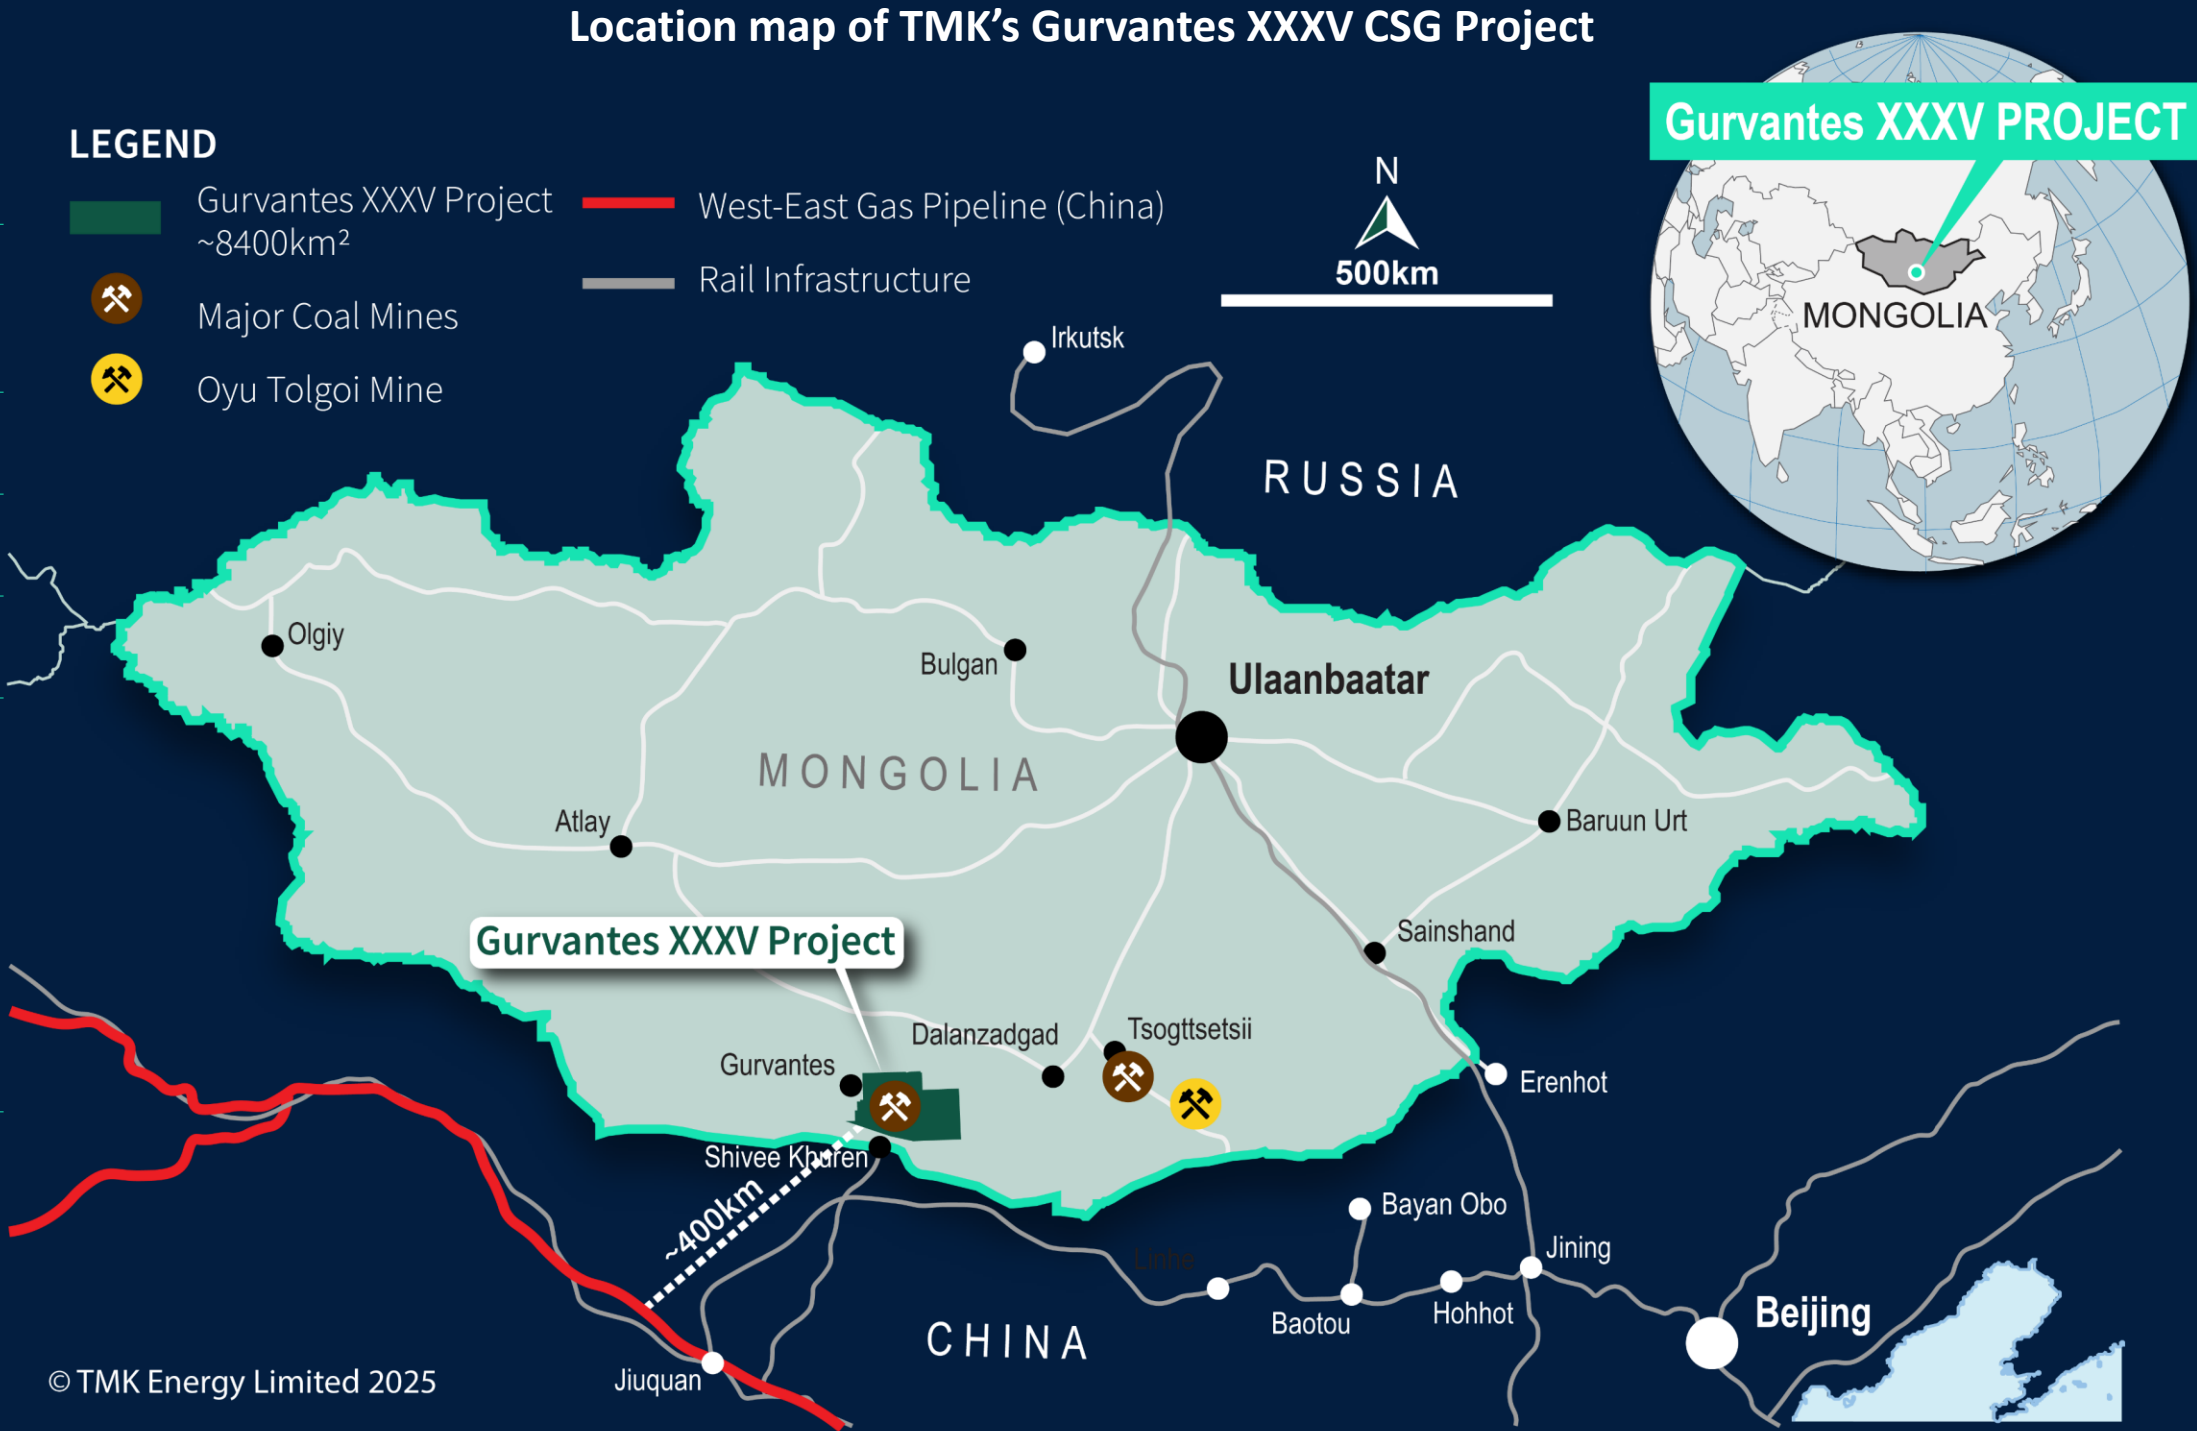 Location map of TMK’s Gurvantes XXXV CSG Project
LEGEND
Gurvantes XXXV Project
~8400km²
Major Coal Mines
Oyu Tolgoi Mine
West-East Gas Pipeline (China)
Rail Infrastructure
N
500km
Gurvantes XXXV PROJECT
MONGOLIA
Irkutsk
RUSSIA
Olgiy
Bulgan
Ulaanbaatar
MONGOLIA
Atlay
Baruun Urt
Gurvantes XXXV Project
Sainshand
Dalanzadgad
Tsogttsetsii
Gurvantes
Erenhot
Shivee Khuren
~400km
Bayan Obo
Linhe
Jining
Baotou
Hohhot
Beijing
CHINA
Jiuquan
© TMK Energy Limited 2025